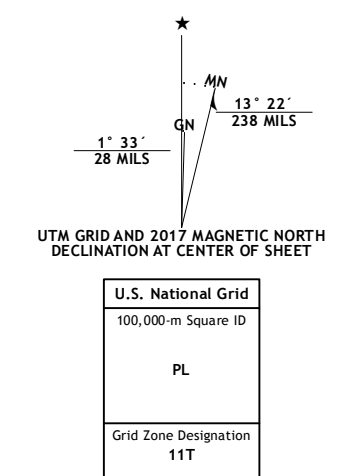 ★
MN
GN
13° 22´
238 MILS
1° 33´
28 MILS
UTM GRID AND 2017 MAGNETIC NORTH
DECLINATION AT CENTER OF SHEET
U.S. National Grid
100,000-m Square ID
PL
Grid Zone Designation
11T